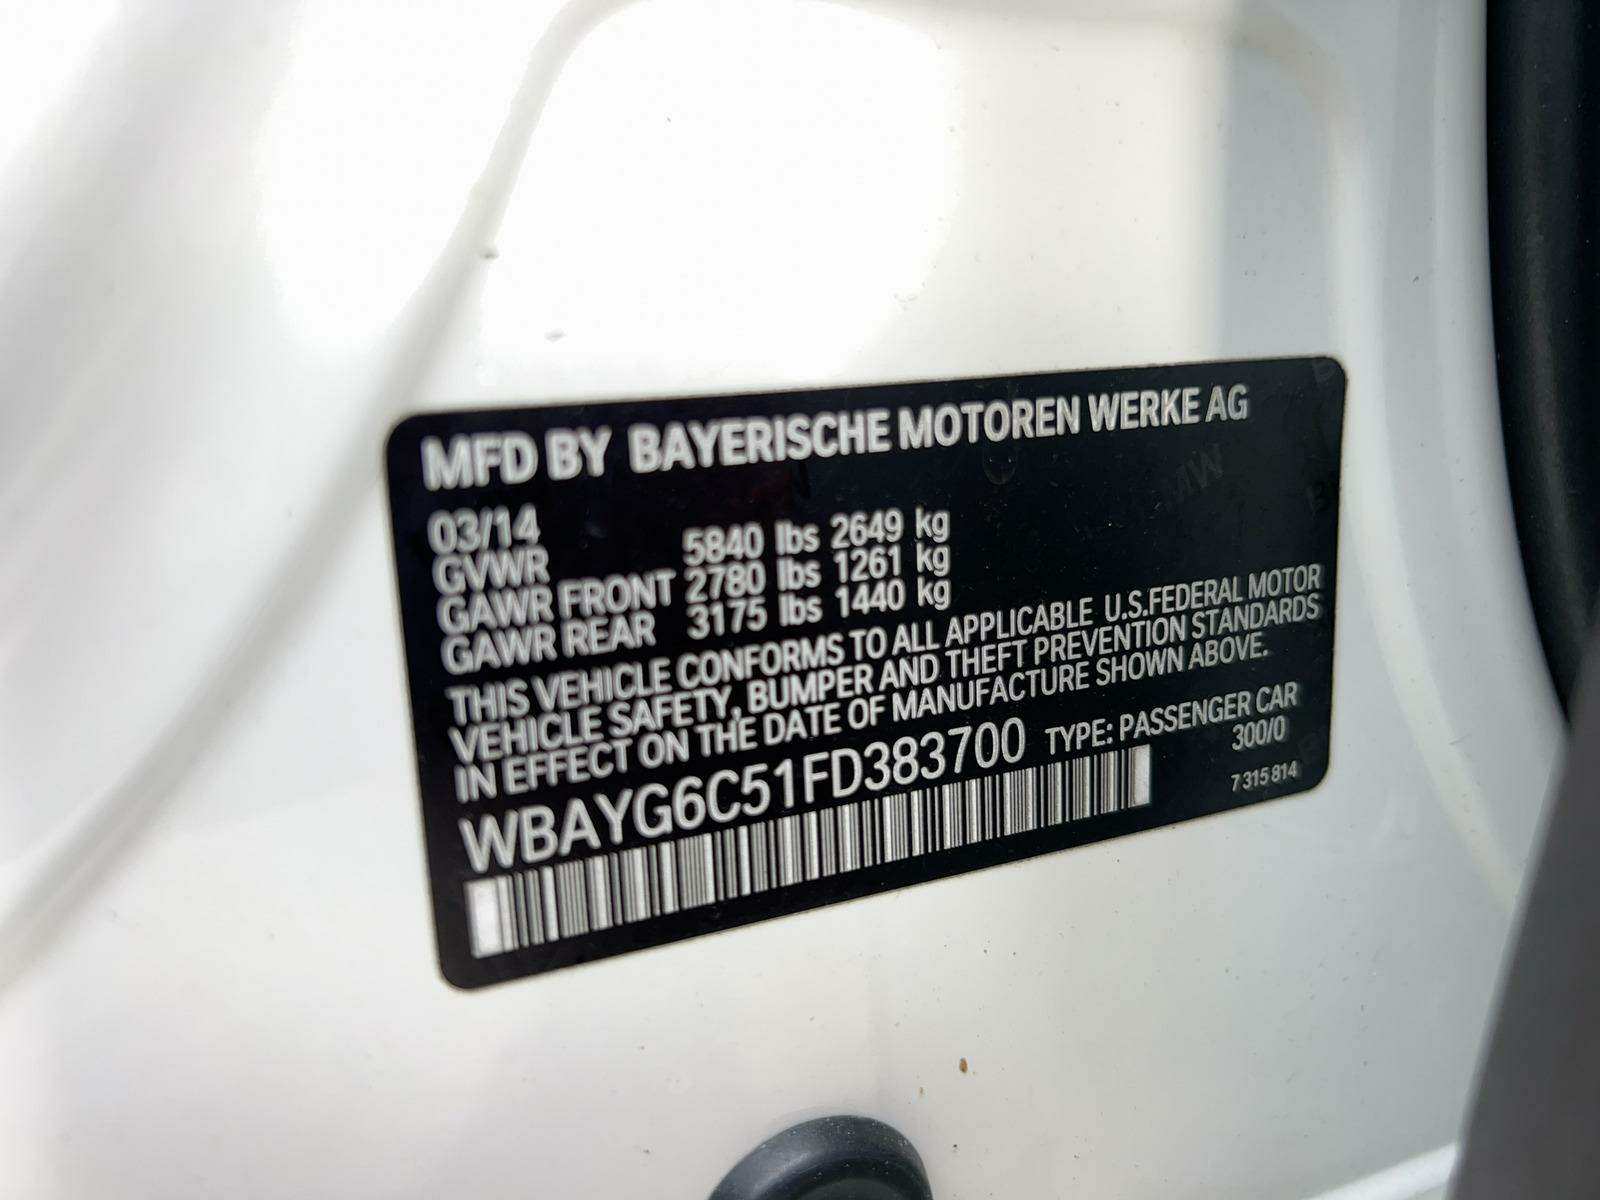 MFD BY BAYERISCHE MOTOREN WERKE AG
03/14
GVWR 5840 lbs 2649 kg
GAWR FRONT 2780 lbs 1261 kg
GAWR REAR 3175 lbs 1440 kg
THIS VEHICLE CONFORMS TO ALL APPLICABLE U.S.FEDERAL MOTOR
VEHICLE SAFETY, BUMPER AND THEFT PREVENTION STANDARDS
IN EFFECT ON THE DATE OF MANUFACTURE SHOWN ABOVE.
WBAYG6C51FD383700 TYPE: PASSENGER CAR
300/0
7 315 814